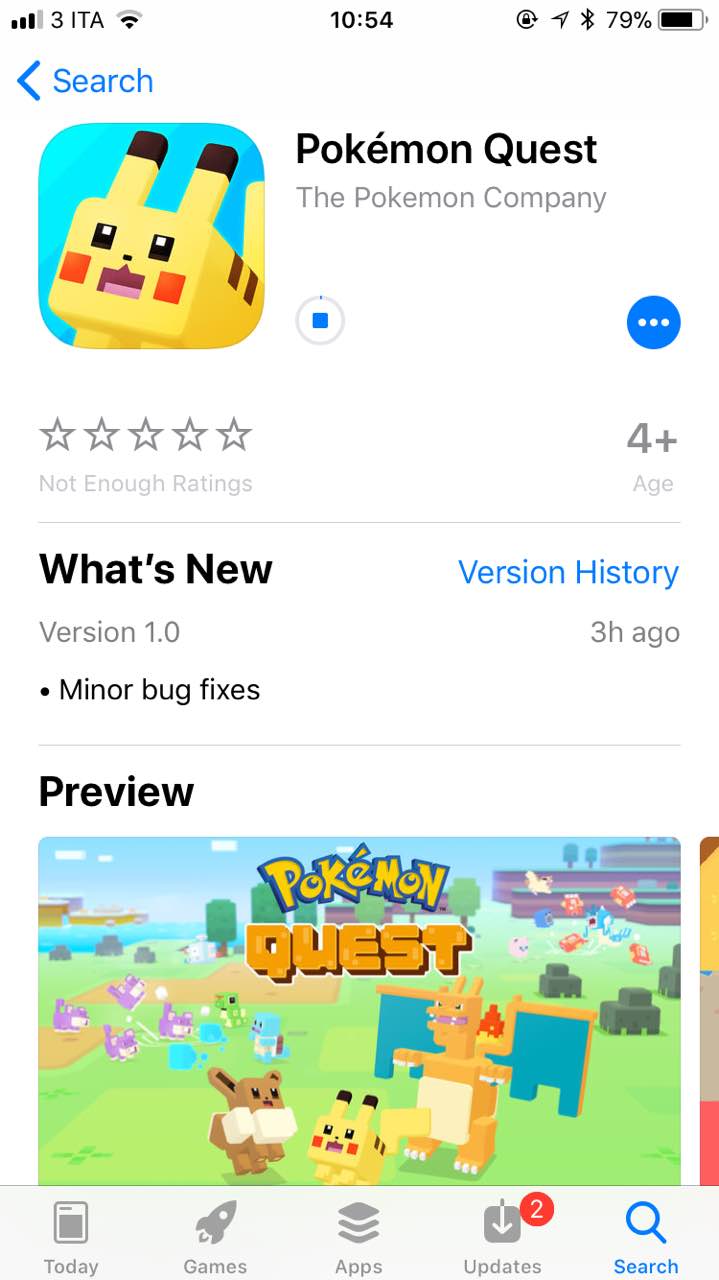 3 ITA 10:54 79%
Search
Pokémon Quest
The Pokemon Company
4+
Not Enough Ratings Age
What's New Version History
Version 1.0 3h ago
• Minor bug fixes
Preview
POKéMON
QUEST
2
Today Games Apps Updates Search